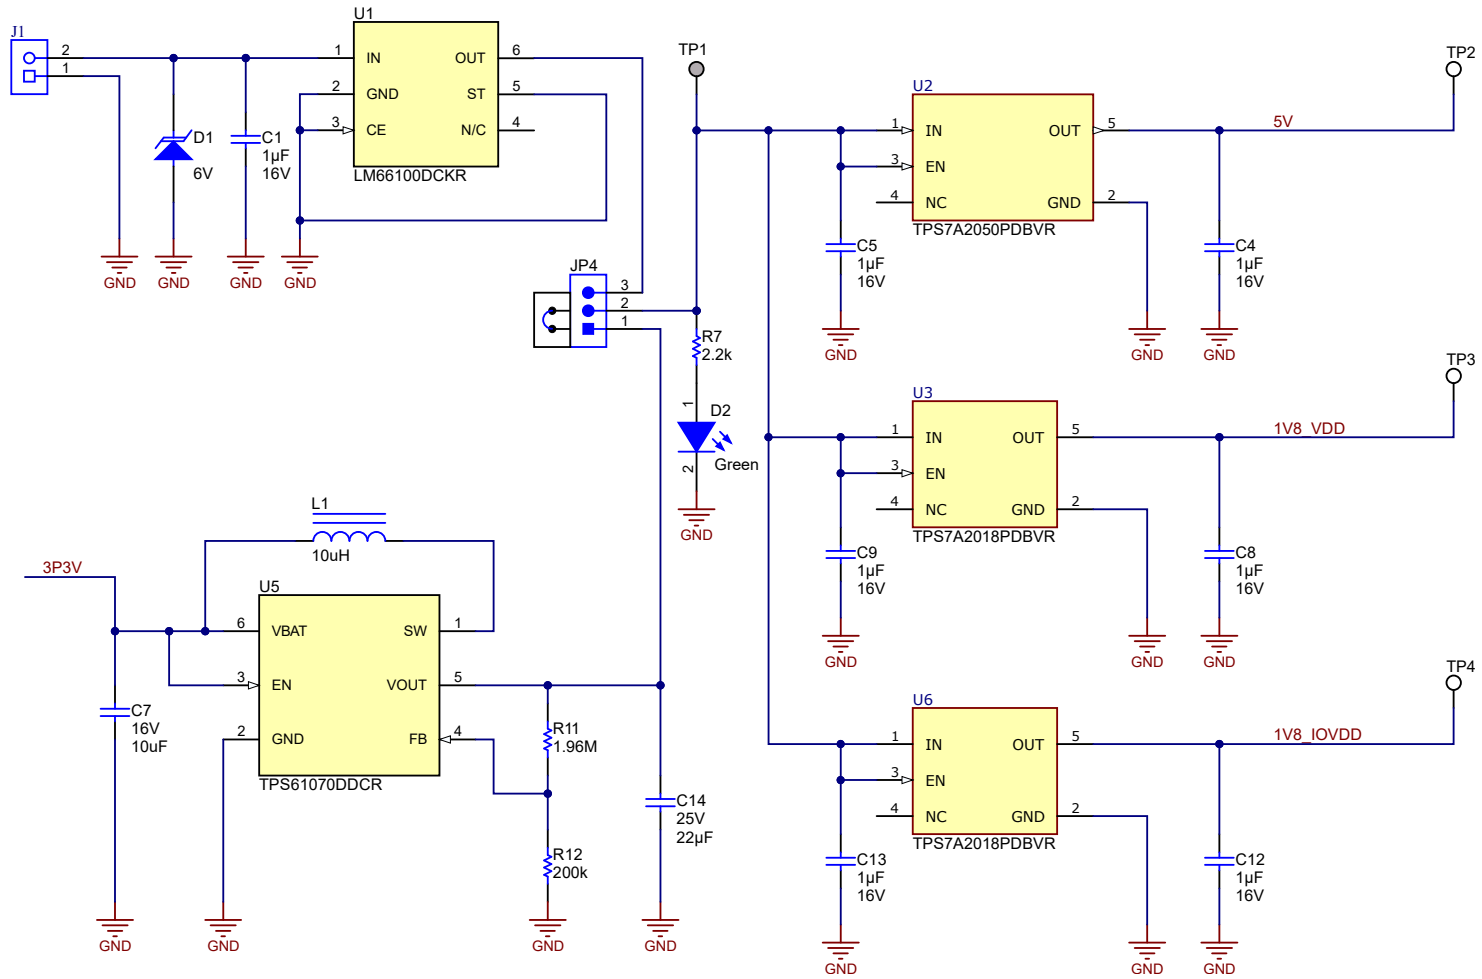 J1
2
1
GND
D1
6V
GND
C1
1µF
16V
GND
U1
1 IN
2 GND
3 CE
OUT 6
ST 5
N/C 4
LM66100DCKR
GND
JP4
3
2
1
TP1
R7
2.2k
1
D2
Green
2
GND
U2
1 IN
3 EN
4 NC
OUT 5
GND 2
TPS7A2050PDBVR
5V
TP2
C5
1µF
16V
GND
GND
C4
1µF
16V
GND
U3
1 IN
3 EN
4 NC
OUT 5
GND 2
TPS7A2018PDBVR
1V8_VDD
TP3
C9
1µF
16V
GND
GND
C8
1µF
16V
GND
L1
10uH
3P3V
U5
6 VBAT
3 EN
2 GND
SW 1
VOUT 5
FB 4
TPS61070DDCR
C7
16V
10uF
GND
GND
R11
1.96M
R12
200k
GND
C14
25V
22µF
GND
U6
1 IN
3 EN
4 NC
OUT 5
GND 2
TPS7A2018PDBVR
1V8_IOVDD
TP4
C13
1µF
16V
GND
GND
C12
1µF
16V
GND